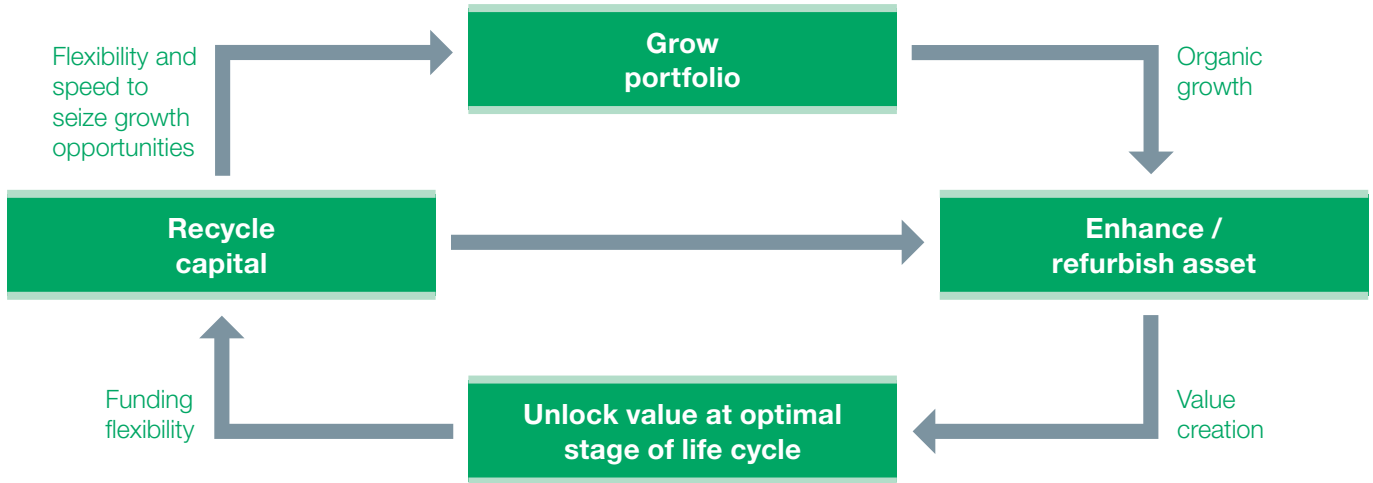 Flexibility and
speed to
seize growth
opportunities
Grow
portfolio
Organic
growth
Recycle
capital
Enhance /
refurbish asset
Funding
flexibility
Unlock value at optimal
stage of life cycle
Value
creation